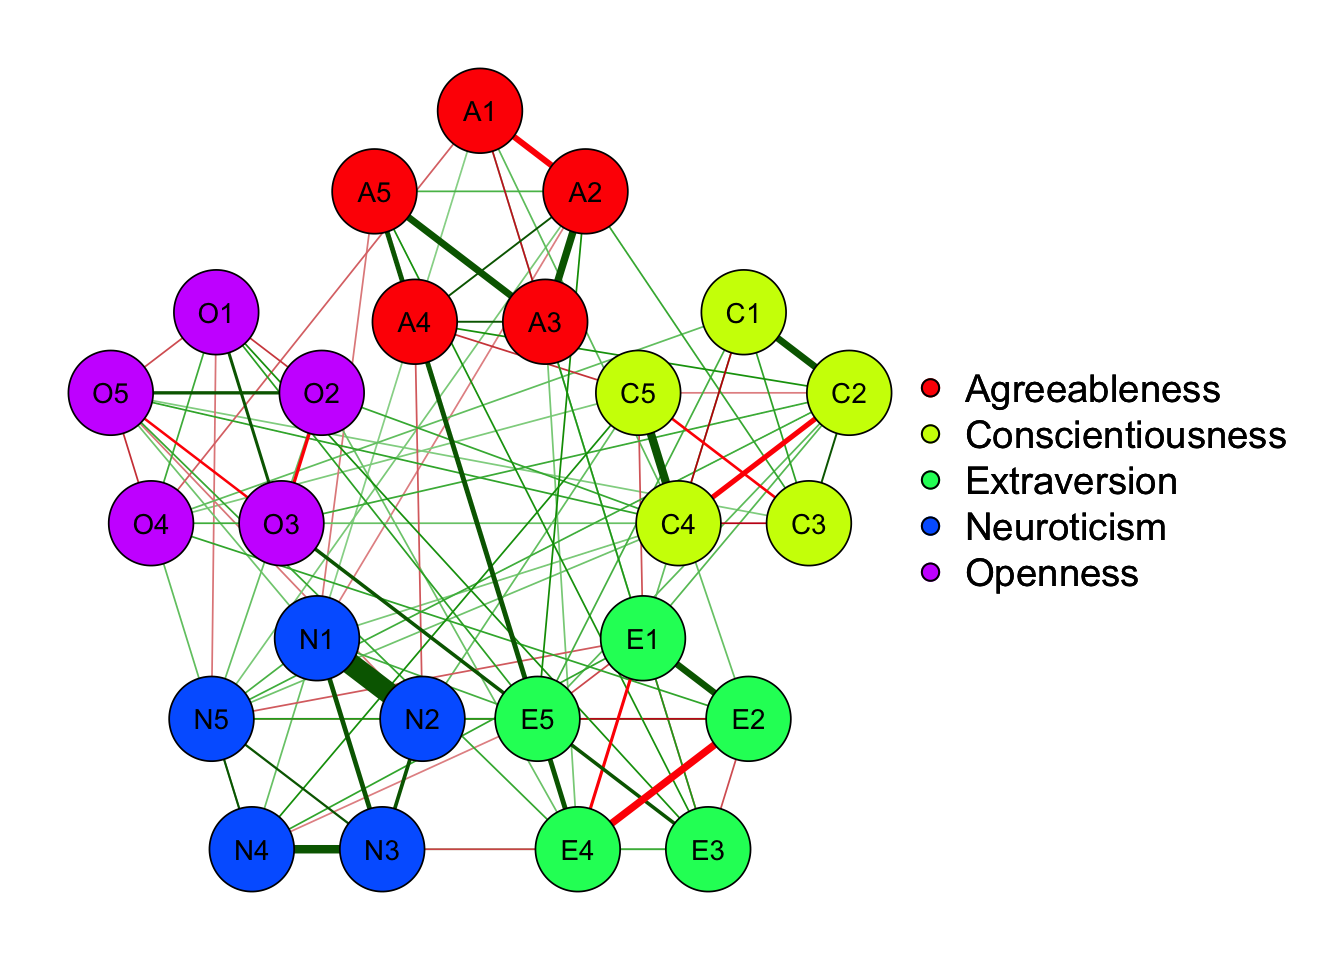 A1
A5
A2
O1
A4
A3
C1
O5
O2
C5
C2
O4
O3
C4
C3
N1
E1
N5
N2
E5
E2
N4
N3
E4
E3
Agreeableness
Conscientiousness
Extraversion
Neuroticism
Openness